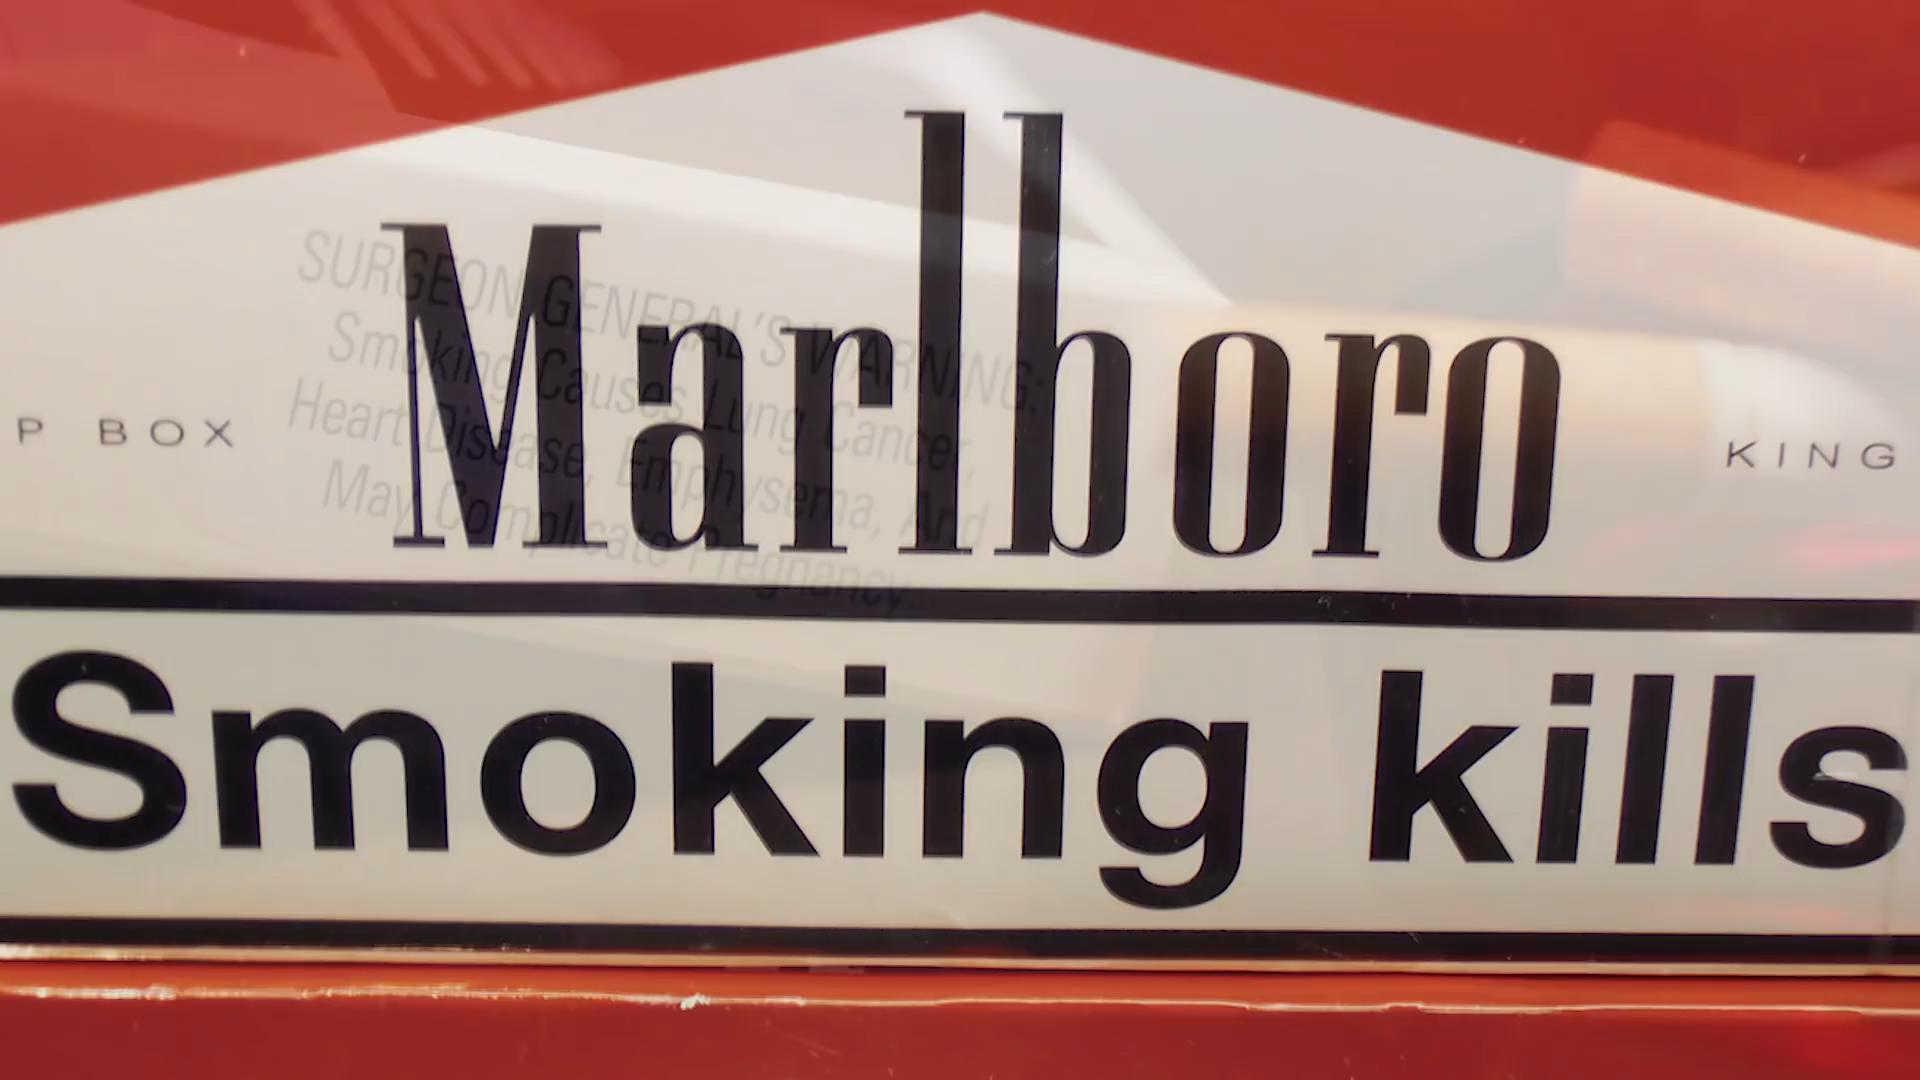 Marlboro
P BOX
KING
SURGEON GENERAL'S WARNING:
Smoking Causes Lung Cancer,
Heart Disease, Emphysema, And
May Complicate Pregnancy.
Smoking kills